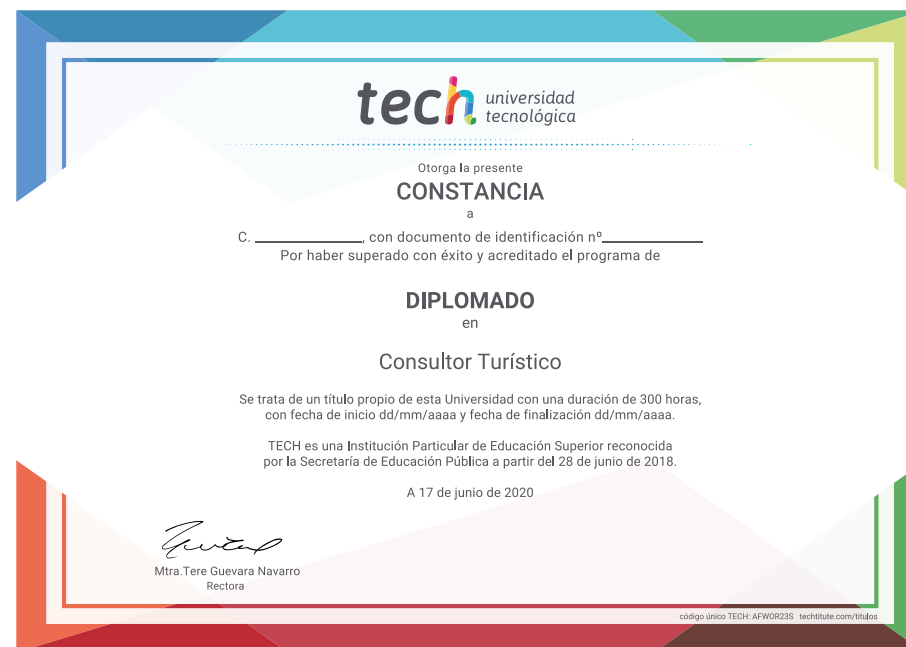 tech universidad
tecnológica
Otorga la presente
CONSTANCIA
a
C. ______________, con documento de identificación nº_____________
Por haber superado con éxito y acreditado el programa de
DIPLOMADO
en
Consultor Turístico
Se trata de un título propio de esta Universidad con una duración de 300 horas,
con fecha de inicio dd/mm/aaaa y fecha de finalización dd/mm/aaaa.
TECH es una Institución Particular de Educación Superior reconocida
por la Secretaría de Educación Pública a partir del 28 de junio de 2018.
A 17 de junio de 2020
Mtra.Tere Guevara Navarro
Rectora
código único TECH: AFWOR23S techtitute.com/titulos